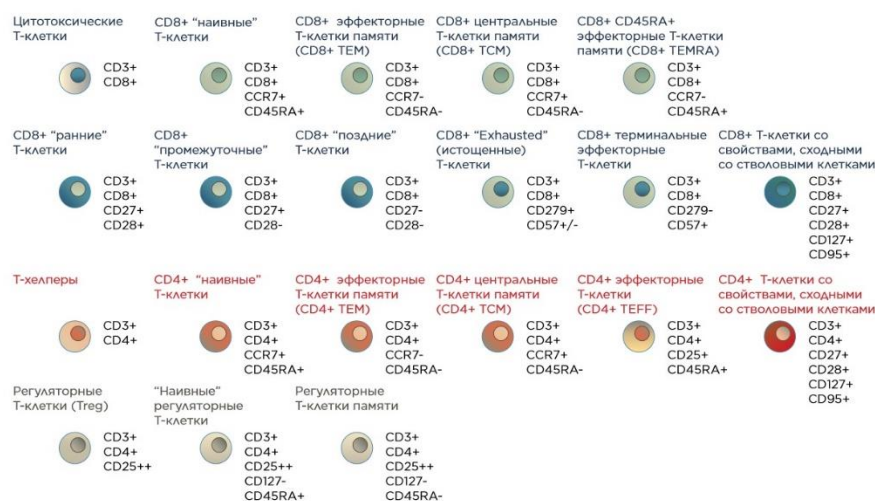 Цитотоксические
Т-клетки
CD3+
CD8+
CD8+ "наивные"
Т-клетки
CD3+
CD8+
CCR7+
CD45RA+
CD8+ эффекторные
Т-клетки памяти
(CD8+ TEM)
CD3+
CD8+
CCR7-
CD45RA-
CD8+ центральные
Т-клетки памяти
(CD8+ TCM)
CD3+
CD8+
CCR7+
CD45RA-
CD8+ CD45RA+
эффекторные Т-клетки
памяти (CD8+ TEMRA)
CD3+
CD8+
CCR7-
CD45RA+
CD8+ "ранние"
Т-клетки
CD3+
CD8+
CD27+
CD28+
CD8+
"промежуточные"
Т-клетки
CD3+
CD8+
CD27+
CD28-
CD8+ "поздние"
Т-клетки
CD3+
CD8+
CD27-
CD28-
CD8+ "Exhausted"
(истощенные)
Т-клетки
CD3+
CD8+
CD279+
CD57+/-
CD8+ терминальные
эффекторные
Т-клетки
CD3+
CD8+
CD279-
CD57+
CD8+ Т-клетки со
свойствами, сходными
со стволовыми клетками
CD3+
CD8+
CD27+
CD28+
CD127+
CD95+
Т-хелперы
CD3+
CD4+
CD4+ "наивные"
Т-клетки
CD3+
CD4+
CCR7+
CD45RA+
CD4+ эффекторные
Т-клетки памяти
(CD4+ TEM)
CD3+
CD4+
CCR7-
CD45RA-
CD4+ центральные
Т-клетки памяти
(CD4+ TCM)
CD3+
CD4+
CCR7+
CD45RA-
CD4+ эффекторные
Т-клетки
(CD4+ TEFF)
CD3+
CD4+
CD25+
CD45RA+
CD4+ Т-клетки со
свойствами, сходными
со стволовыми клетками
CD3+
CD4+
CD27+
CD28+
CD127+
CD95+
Регуляторные
Т-клетки (Treg)
CD3+
CD4+
CD25++
"Наивные"
регуляторные
Т-клетки
CD3+
CD4+
CD25++
CD127-
CD45RA+
Регуляторные
Т-клетки памяти
CD3+
CD4+
CD25++
CD127-
CD45RA-